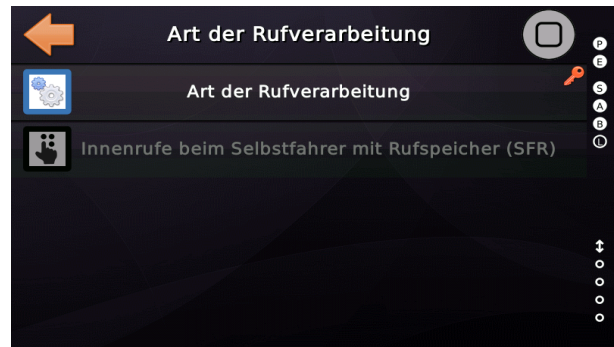 Art der Rufverarbeitung
Art der Rufverarbeitung
Innenrufe beim Selbstfahrer mit Rufspeicher (SFR)
P
E
S
A
B
L